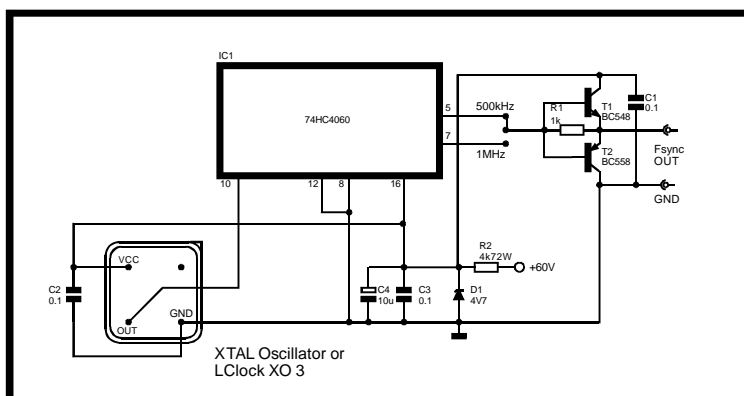 IC1
74HC4060
5
500kHz
7
1MHz
10
12
8
16
R1
1k
T1
BC548
T2
BC558
C1
0.1
Fsync
OUT
GND
VCC
C2
0.1
OUT
GND
C4
10u
C3
0.1
R2
4k72W
+60V
D1
4V7
XTAL Oscillator or
LClock XO 3